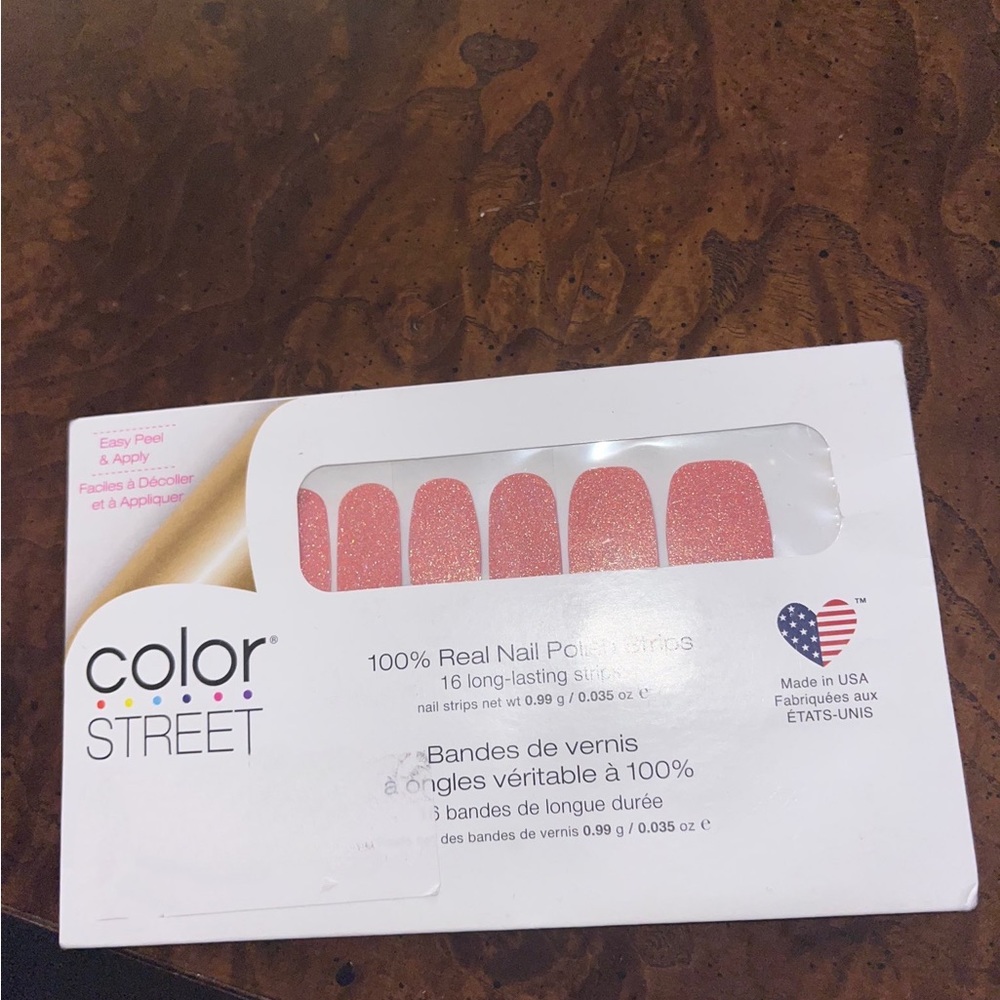 Easy Peel
& Apply
Faciles à Décoller
et à Appliquer
color®
STREET
100% Real Nail Polish Strips
16 long-lasting strips
nail strips net wt 0.99 g / 0.035 oz ℮
Bandes de vernis
à ongles véritable à 100%
6 bandes de longue durée
des bandes de vernis 0.99 g / 0.035 oz ℮
TM
Made in USA
Fabriquées aux
ÉTATS-UNIS